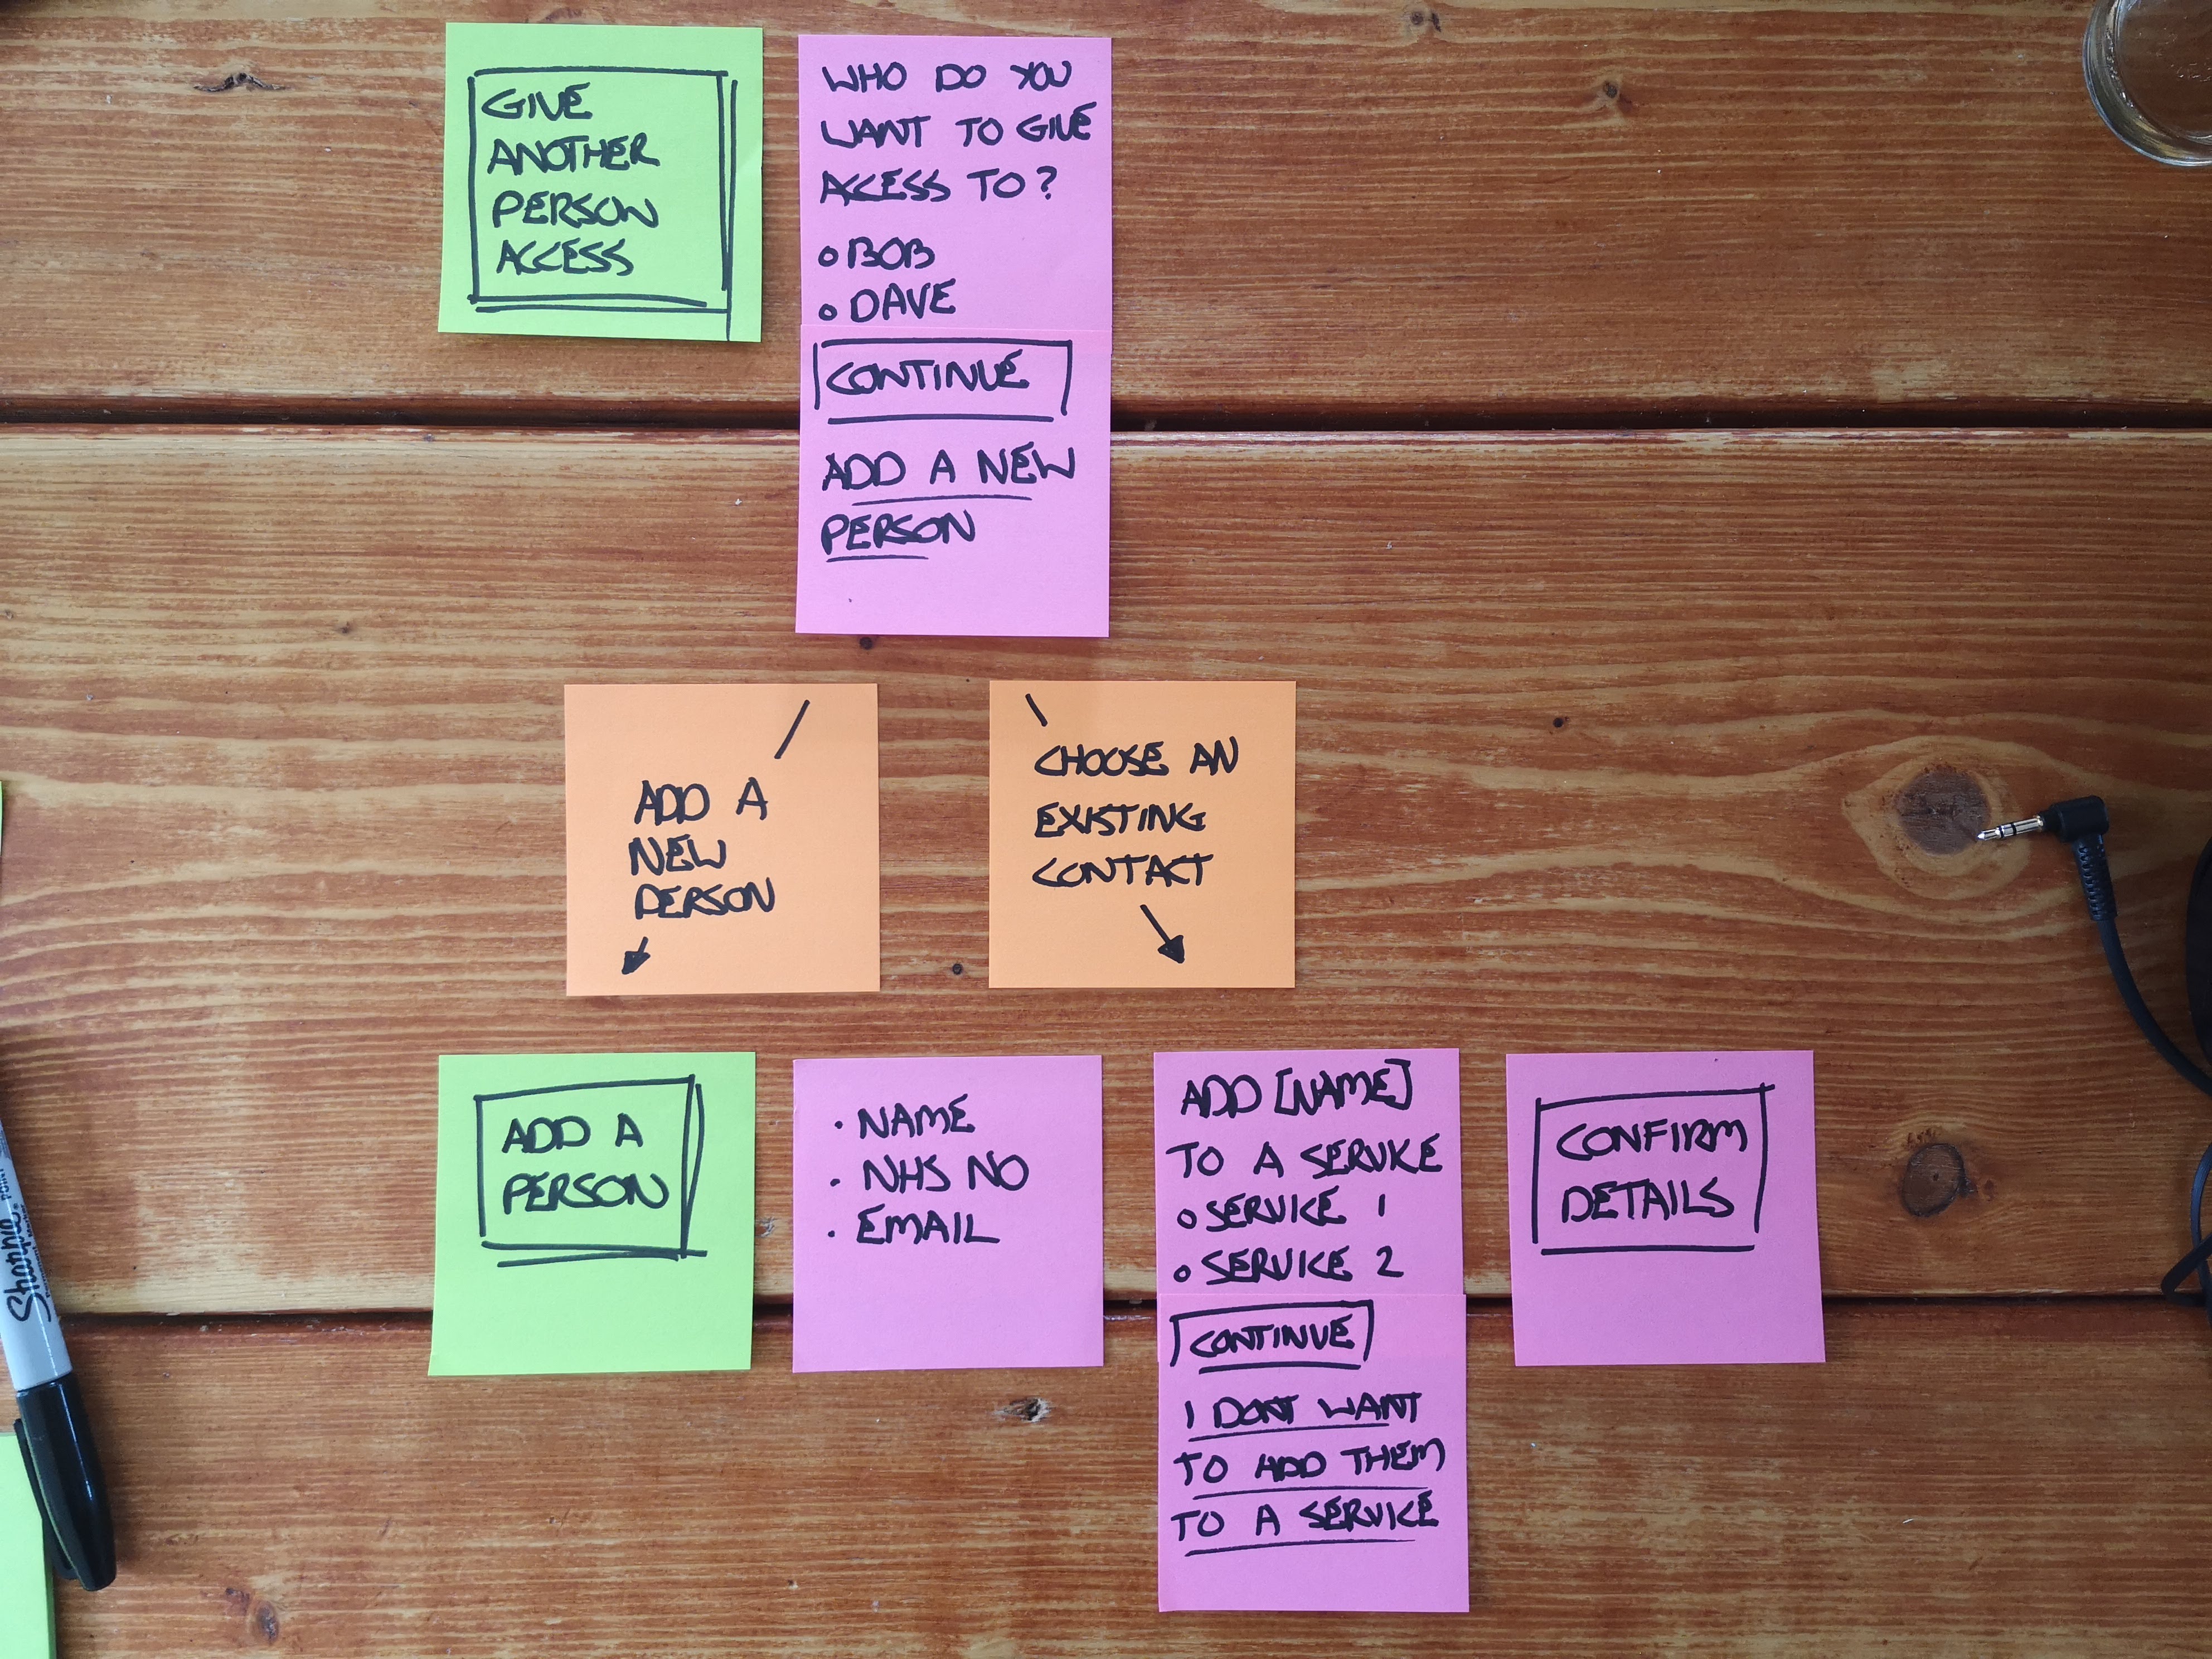 GIVE
ANOTHER
PERSON
ACCESS
WHO DO YOU
WANT TO GIVE
ACCESS TO?
BOB
DAVE
CONTINUE
ADD A NEW
PERSON
ADD A
NEW
PERSON
CHOOSE AN
EXISTING
CONTACT
ADD A
PERSON
· NAME
· NHS NO
· EMAIL
ADD [NAME]
TO A SERVICE
SERVICE 1
SERVICE 2
CONTINUE
I DONT WANT
TO ADD THEM
TO A SERVICE
CONFIRM
DETAILS
Sharpie